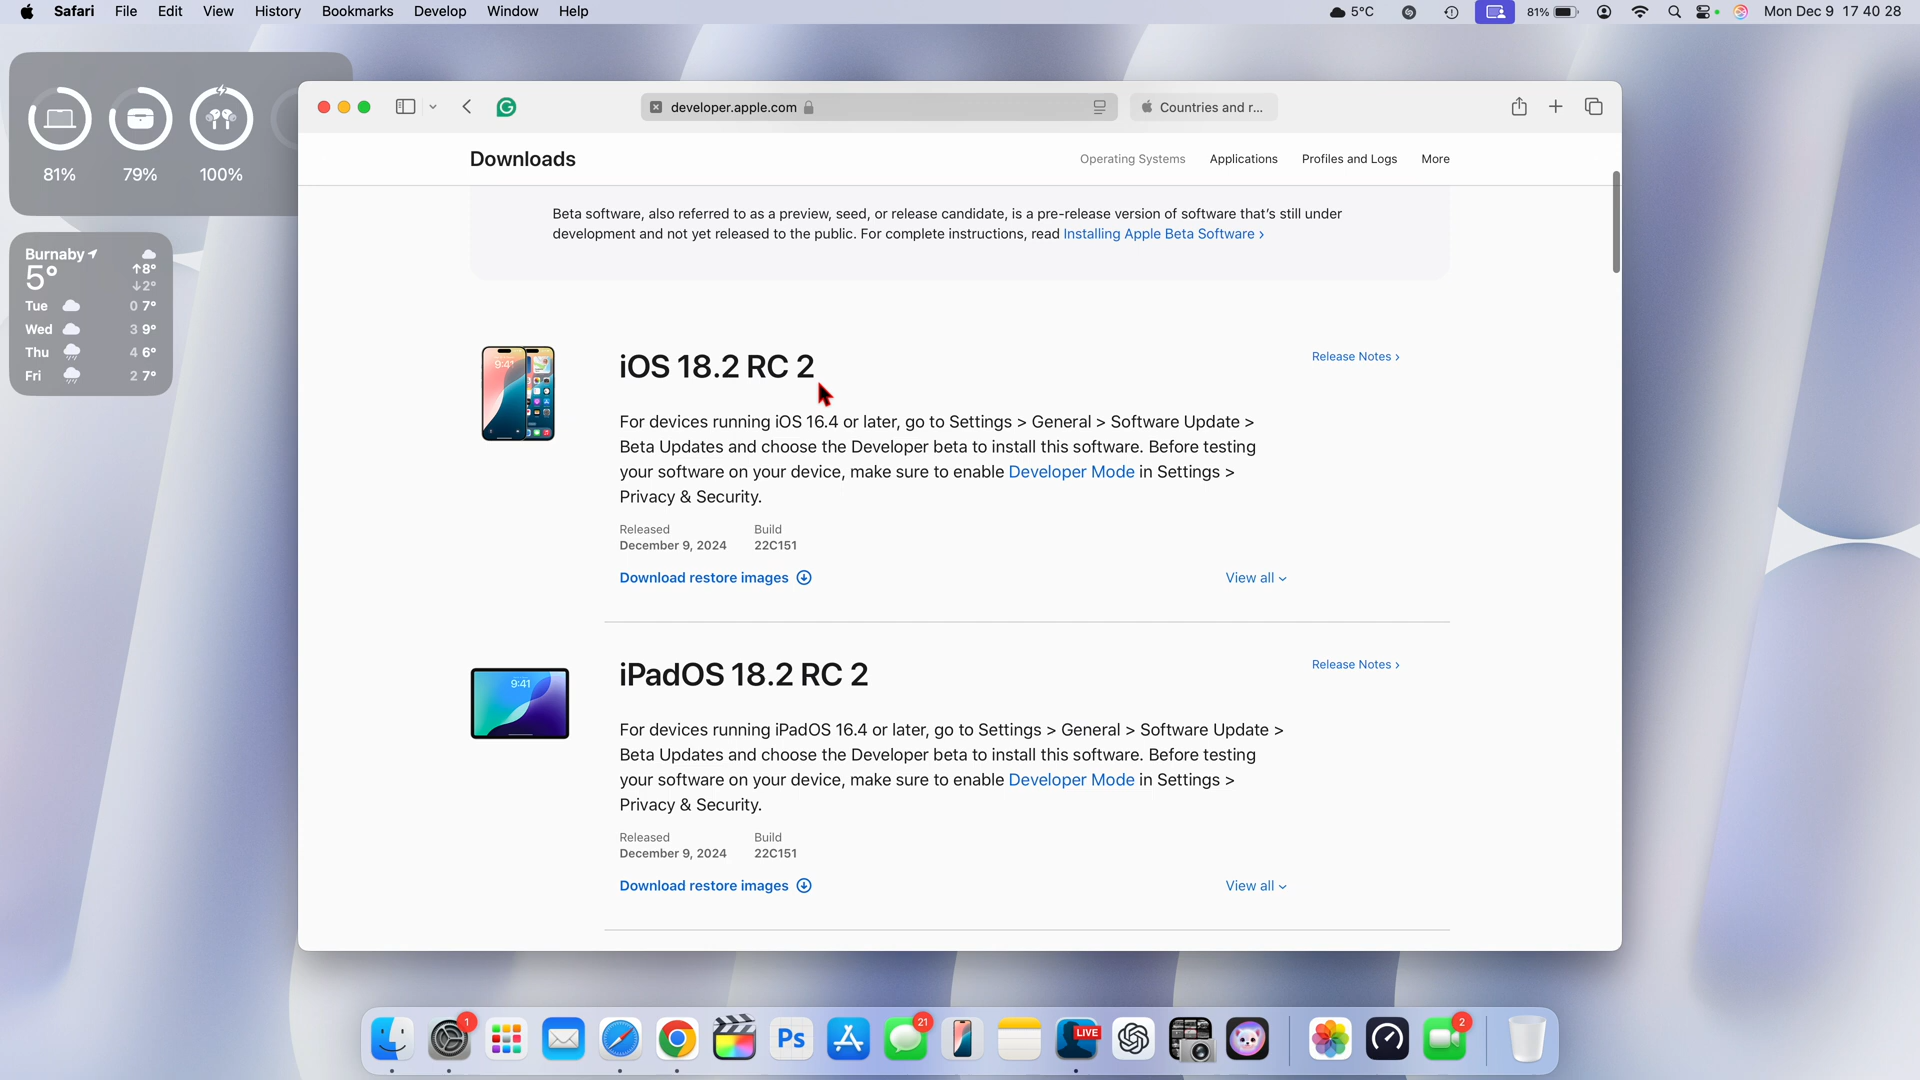 Safari File Edit View History Bookmarks Develop Window Help 5°C 81% Mon Dec 9 17 40 28
81% 79% 100%
Burnaby
5° ↑8°
↓2°
Tue 0 7°
Wed 3 9°
Thu 4 6°
Fri 2 7°
developer.apple.com Countries and r...
Downloads Operating Systems Applications Profiles and Logs More
Beta software, also referred to as a preview, seed, or release candidate, is a pre-release version of software that's still under
development and not yet released to the public. For complete instructions, read Installing Apple Beta Software >
9:41
iOS 18.2 RC 2 Release Notes >
For devices running iOS 16.4 or later, go to Settings > General > Software Update >
Beta Updates and choose the Developer beta to install this software. Before testing
your software on your device, make sure to enable Developer Mode in Settings >
Privacy & Security.
Released Build
December 9, 2024 22C151
Download restore images View all
9:41
iPadOS 18.2 RC 2 Release Notes >
For devices running iPadOS 16.4 or later, go to Settings > General > Software Update >
Beta Updates and choose the Developer beta to install this software. Before testing
your software on your device, make sure to enable Developer Mode in Settings >
Privacy & Security.
Released Build
December 9, 2024 22C151
Download restore images View all
1 Ps 21 LIVE 2